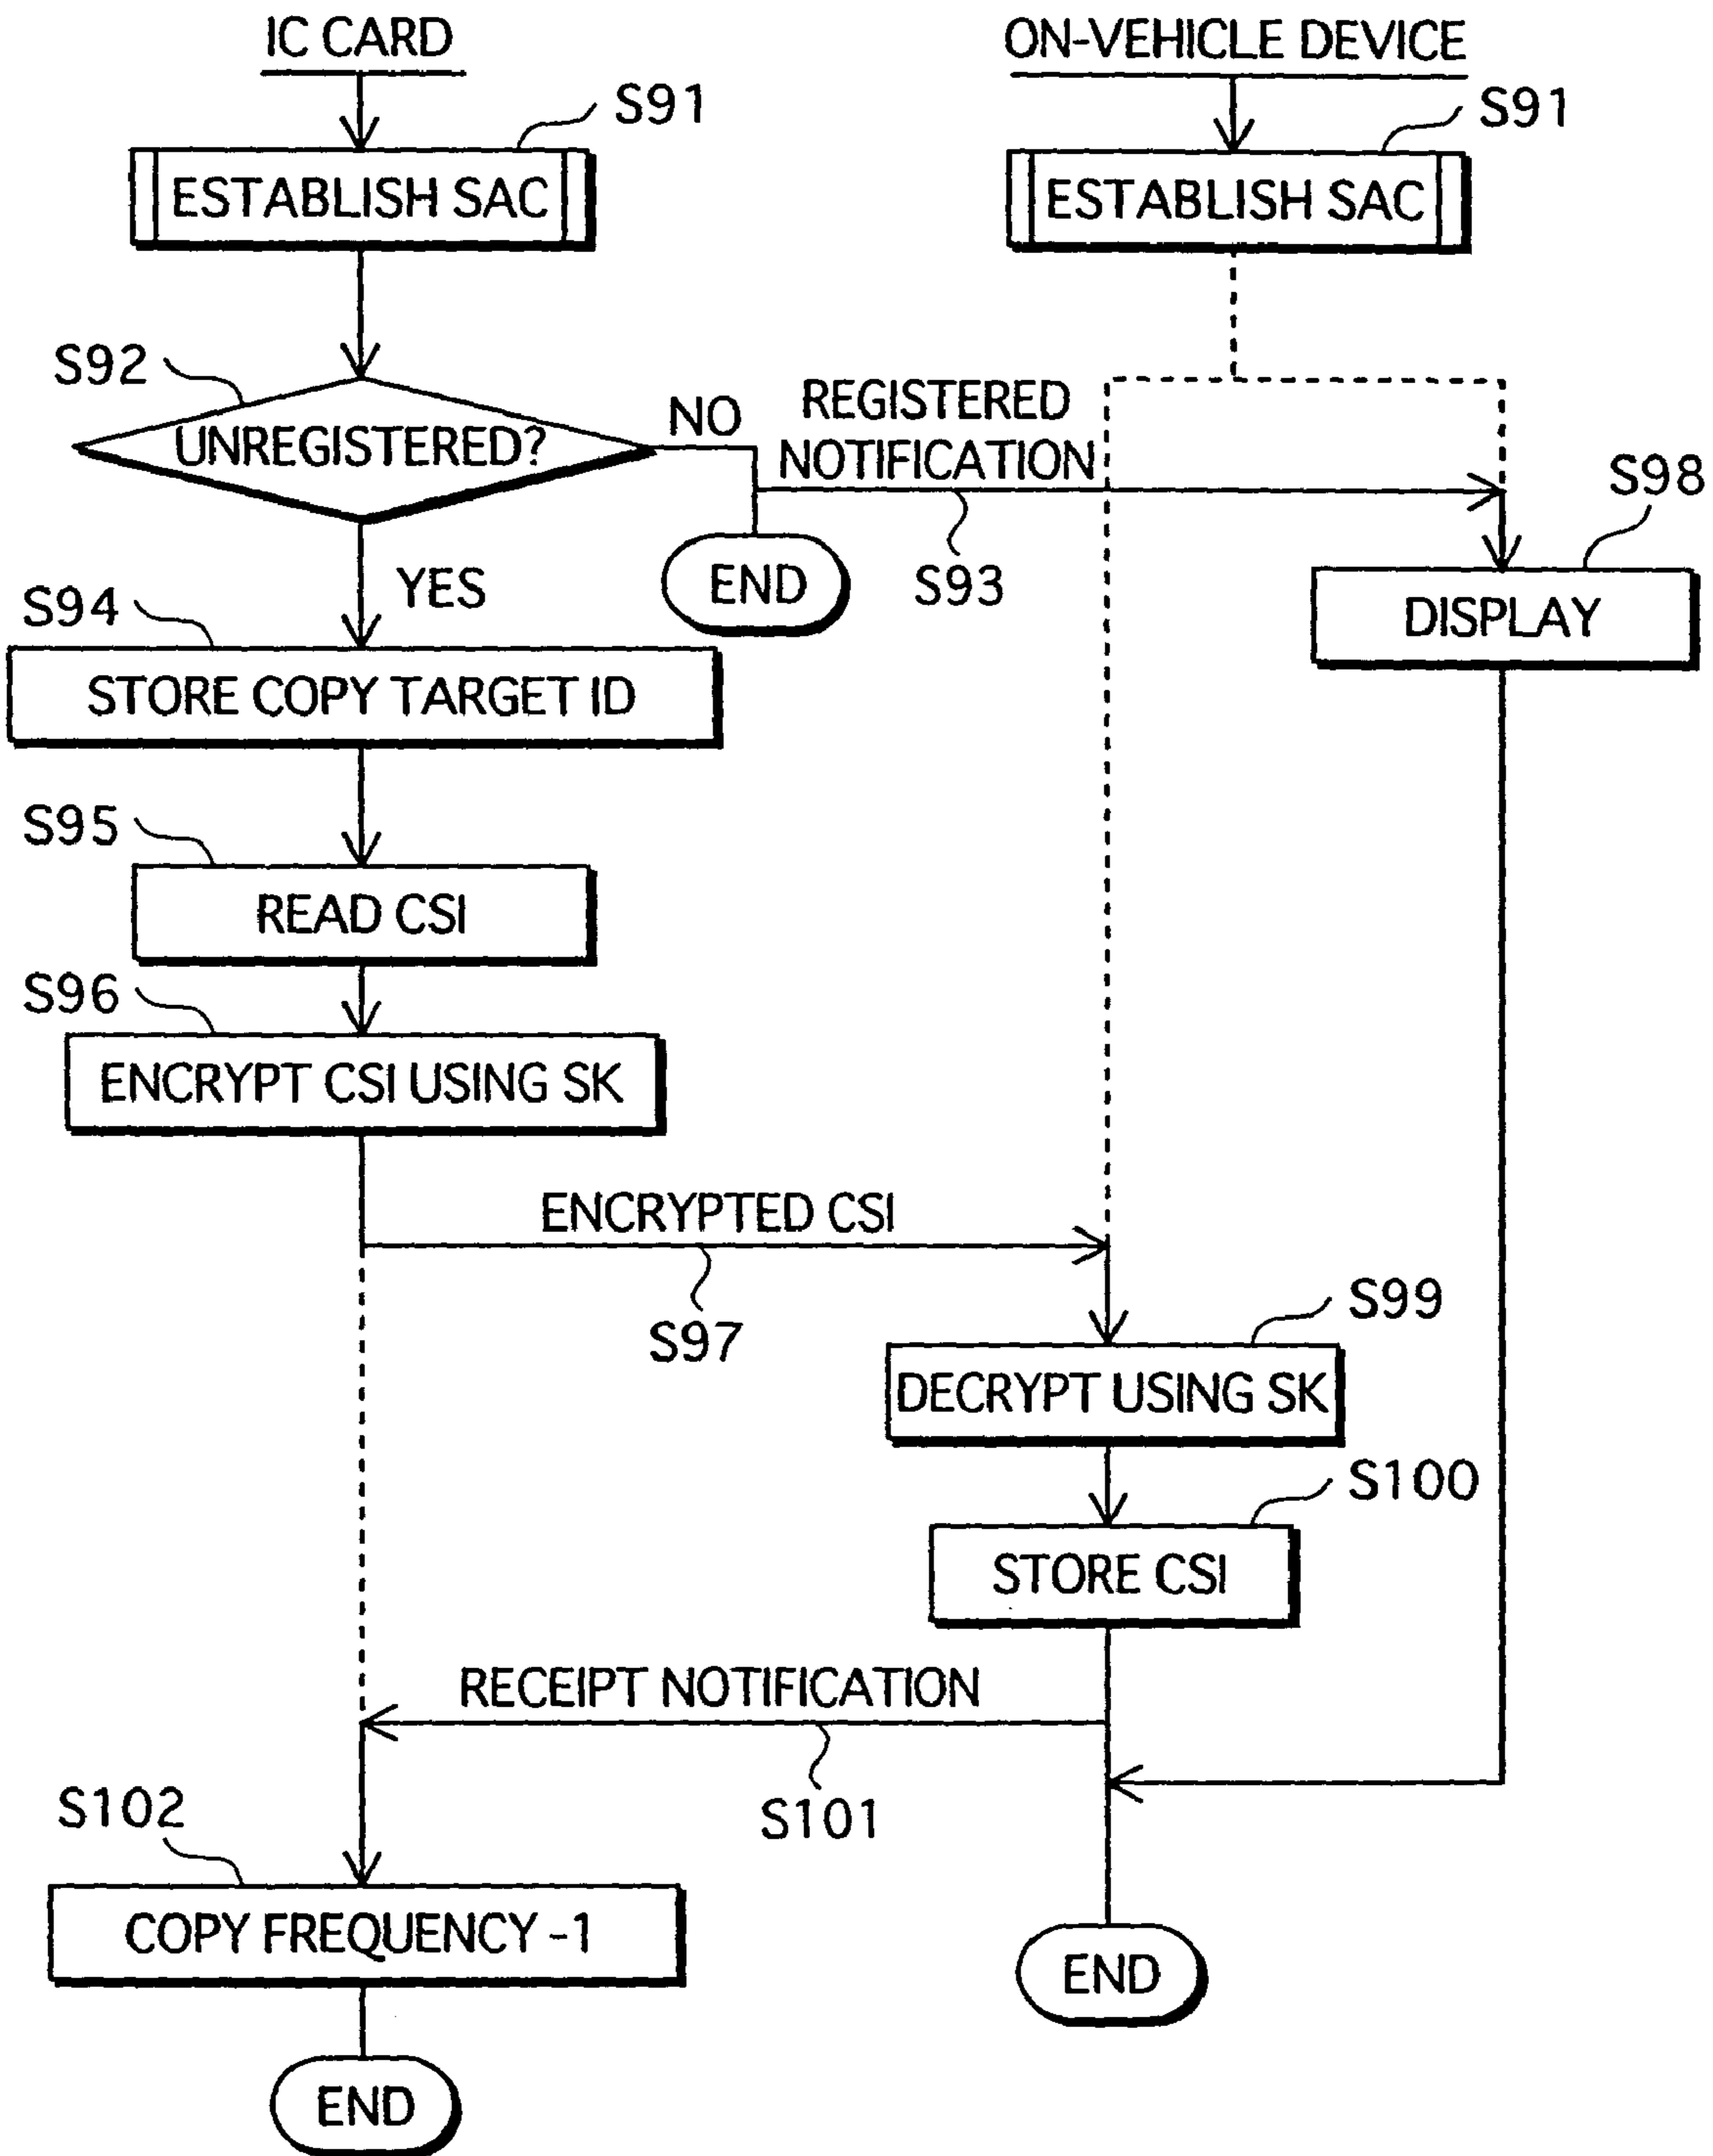 IC CARD
ON-VEHICLE DEVICE
S91
S91
ESTABLISH SAC
ESTABLISH SAC
S92
UNREGISTERED?
NO
REGISTERED
NOTIFICATION
S98
END
S93
YES
DISPLAY
S94
STORE COPY TARGET ID
S95
READ CSI
S96
ENCRYPT CSI USING SK
ENCRYPTED CSI
S97
S99
DECRYPT USING SK
S100
STORE CSI
RECEIPT NOTIFICATION
S101
S102
COPY FREQUENCY -1
END
END